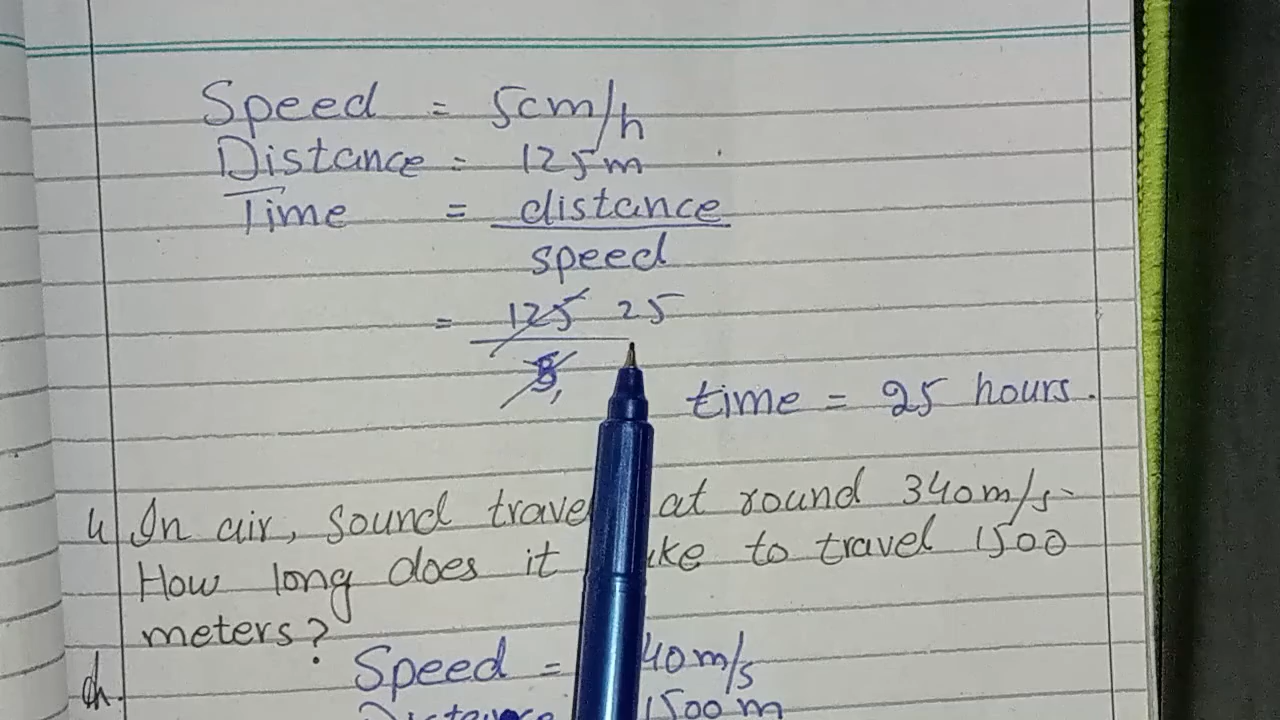 Speed = 5cm/h
Distance = 125m
Time = distance
speed
= 125 25
5,
time = 25 hours.
4 In air, sound travel at round 340m/s-
How long does it to travel 1500
meters?
Speed = 40m/s
Distance 1500m